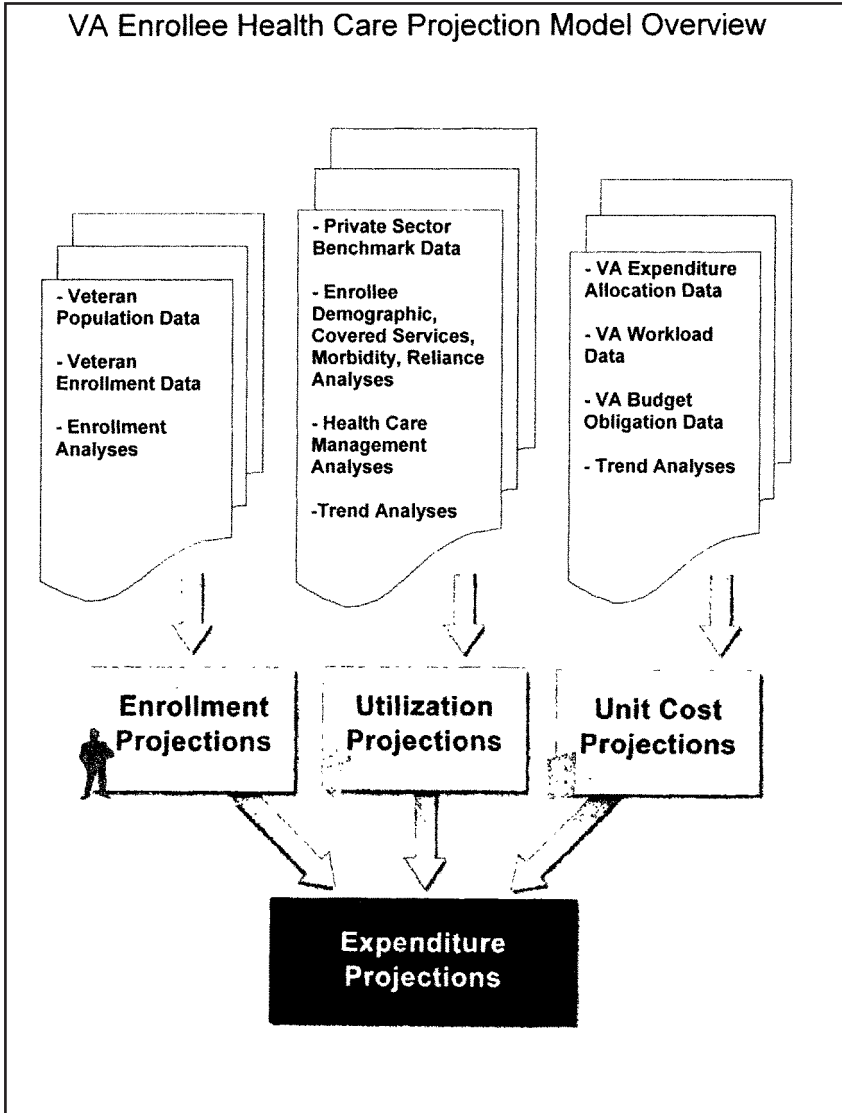 VA Enrollee Health Care Projection Model Overview
- Veteran
Population Data
- Veteran
Enrollment Data
- Enrollment
Analyses
- Private Sector
Benchmark Data
- Enrollee
Demographic,
Covered Services,
Morbidity, Reliance
Analyses
- Health Care
Management
Analyses
-Trend Analyses
- VA Expenditure
Allocation Data
- VA Workload
Data
- VA Budget
Obligation Data
- Trend Analyses
Enrollment
Projections
Utilization
Projections
Unit Cost
Projections
Expenditure
Projections